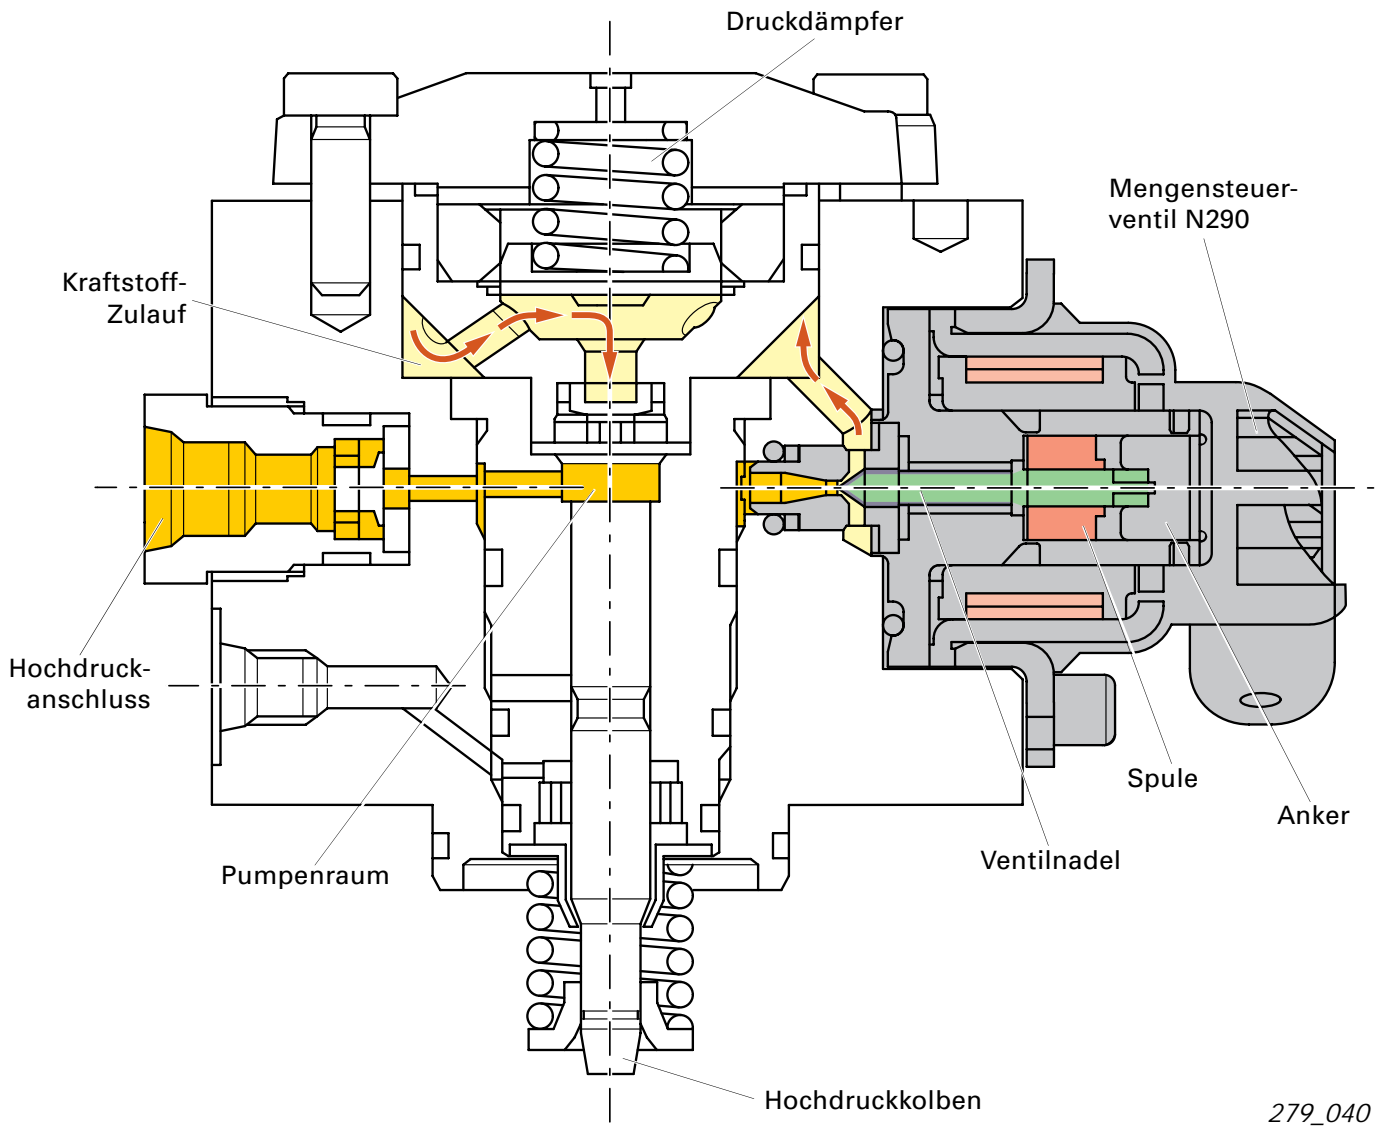 Druckdämpfer
Mengensteuer-
ventil N290
Kraftstoff-
Zulauf
Hochdruck-
anschluss
Spule
Anker
Ventilnadel
Pumpenraum
Hochdruckkolben
279_040